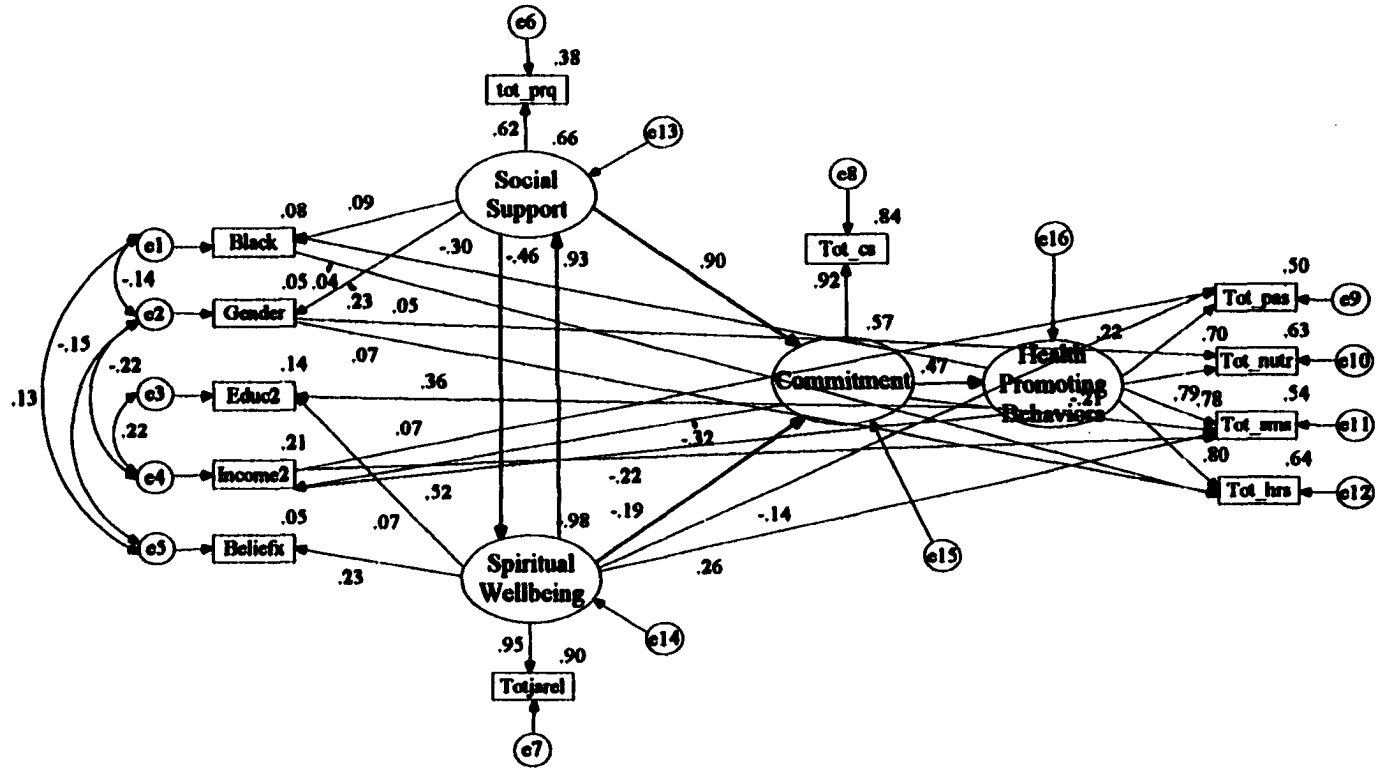 e6
.38
tot_prq
.62
.66
e13
Social
Support
e8
.84
Tot_cs
.92
.08
.09
e1
Black
-.30
-.46
.93
.90
e16
.50
Tot_pas
e9
-.14
.05
.04
.23
.05
e2
Gender
.57
.22
.70
.63
Tot_nutr
e10
-.15
-.22
.07
.14
Health
Promoting
Behaviors
Commitment
.47
.13
e3
Educ2
.36
-.21
.79
.78
.54
Tot_sms
e11
.22
.21
.07
-.32
e4
Income2
-.22
.80
.64
Tot_hrs
e12
.52
.05
.07
.98
-.19
-.14
e5
Beliefx
.23
Spiritual
Wellbeing
.26
e15
e14
.95
.90
Totjarel
e7